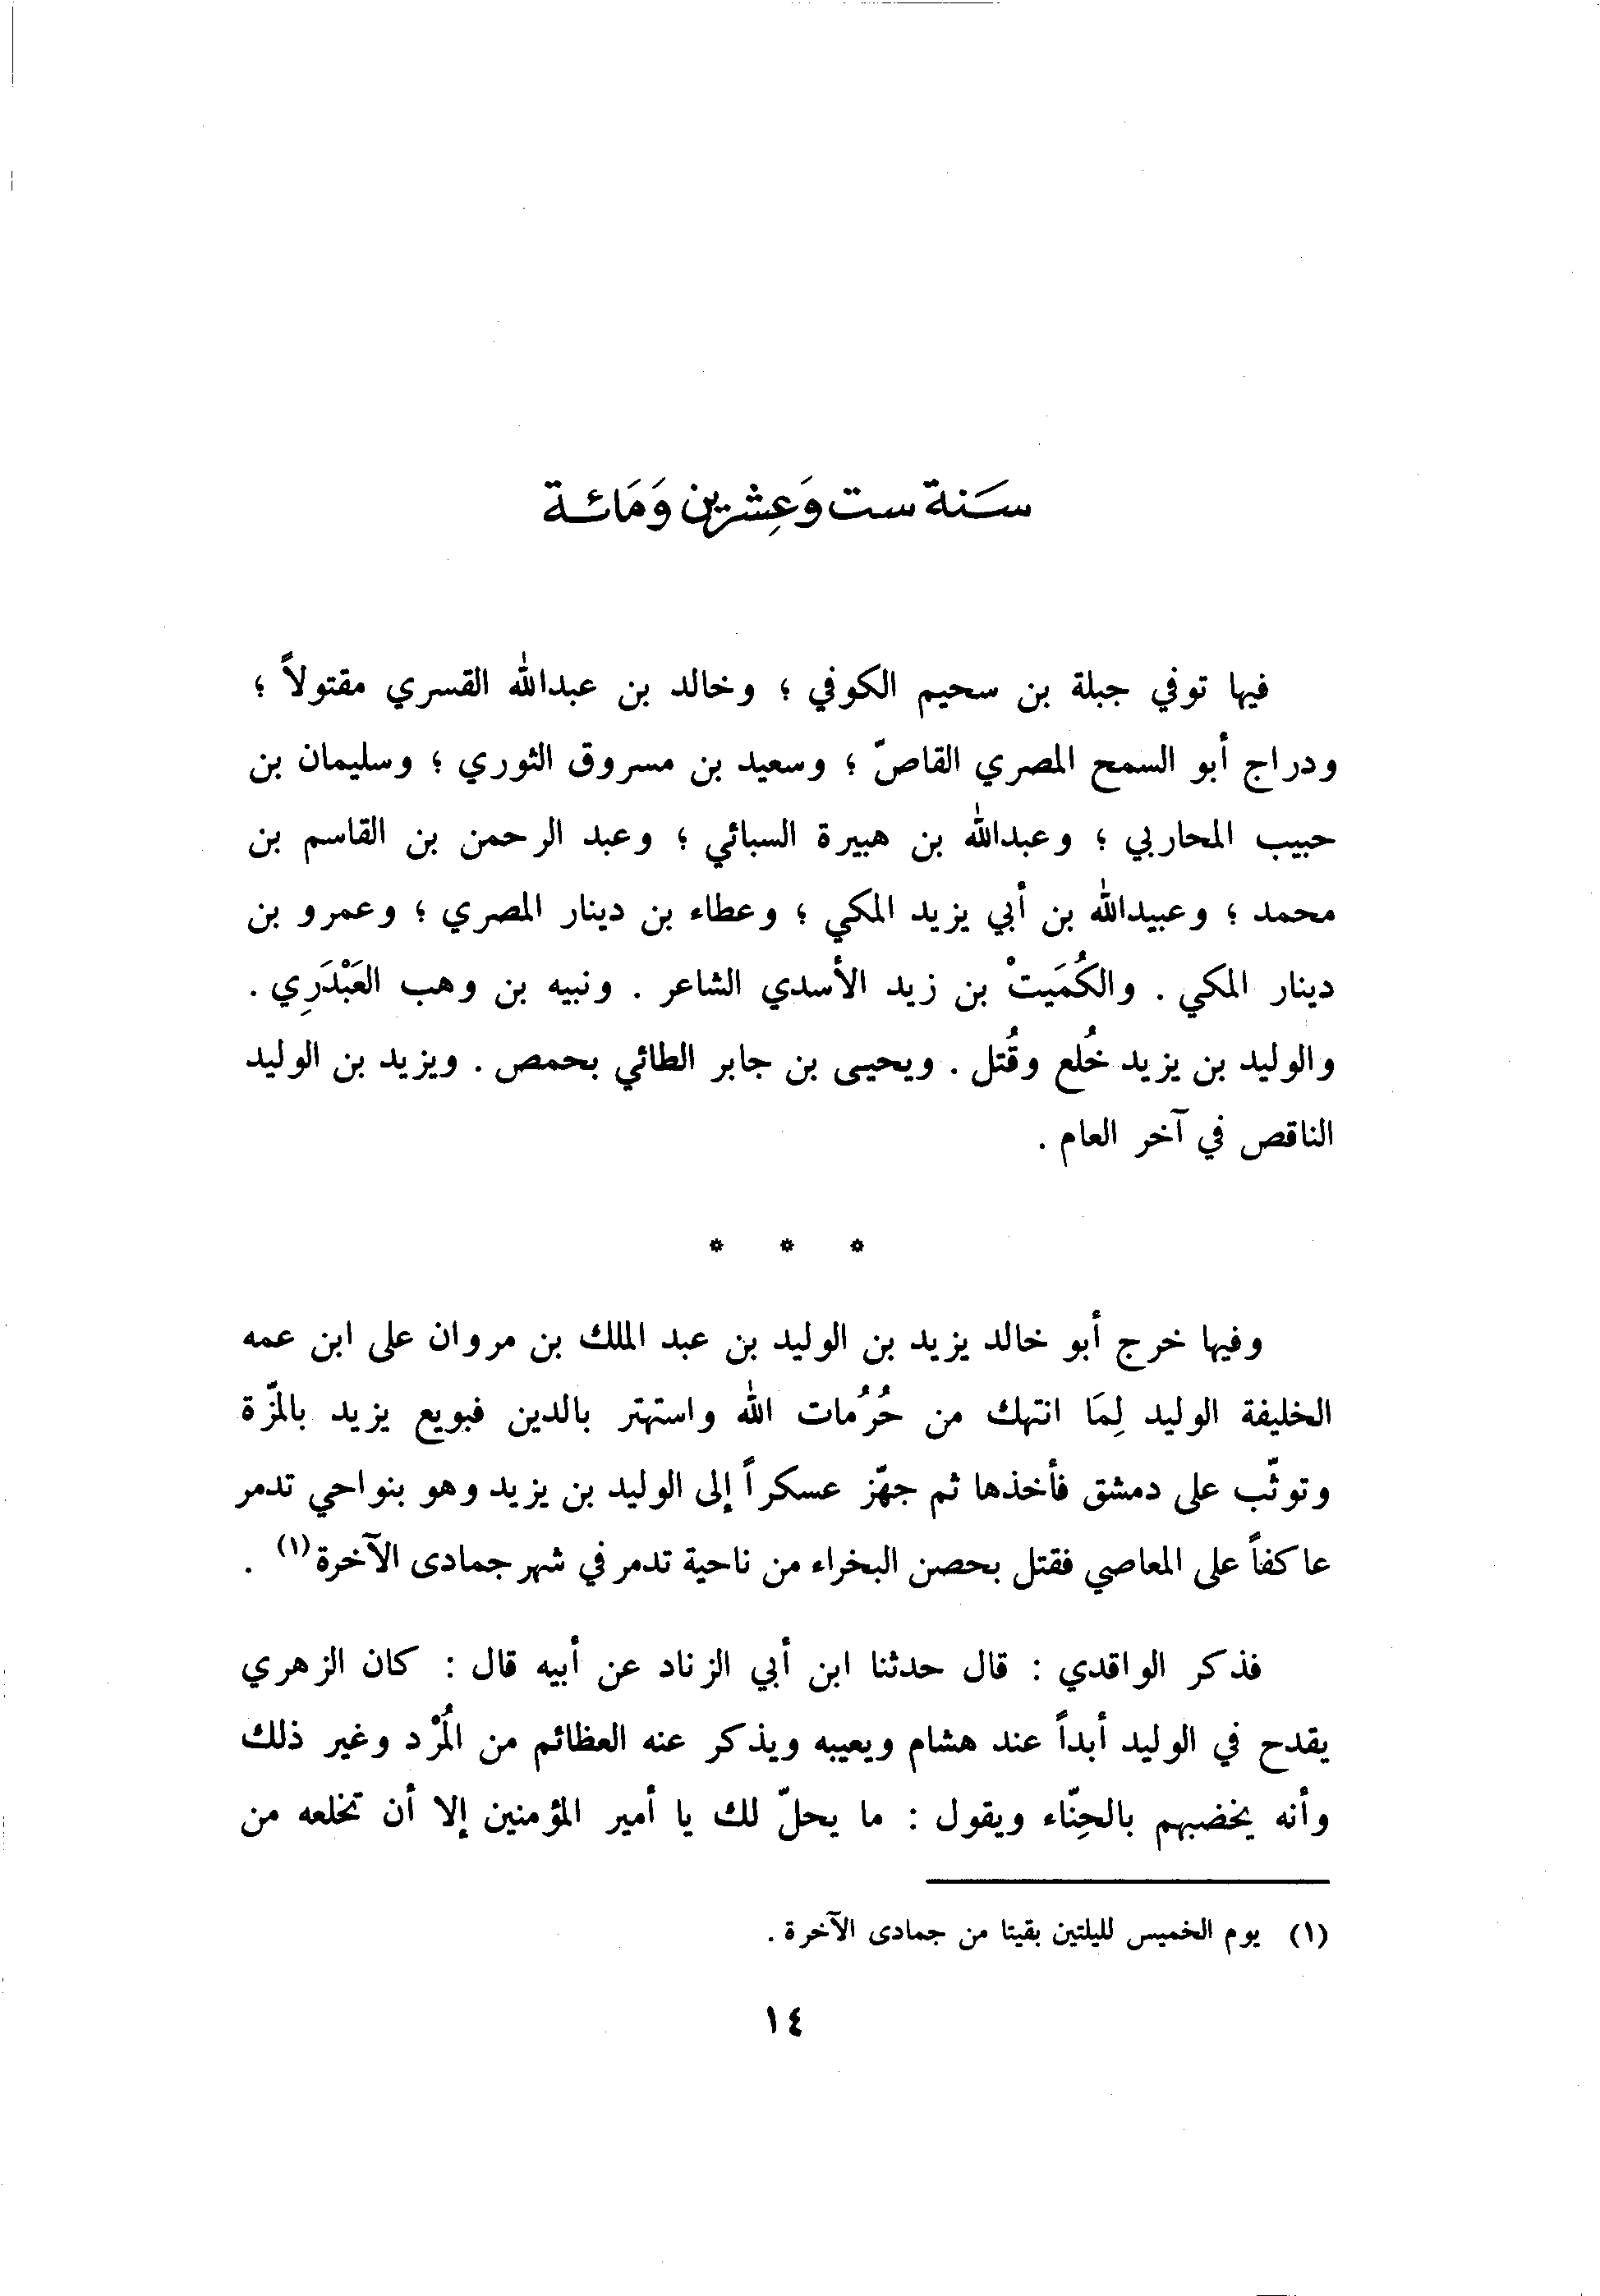 سَنة ست وَعِشرين وَمَائة
فيها توفي جبلة بن سحيم الكوفي ؛ وخالد بن عبدالله القسري مقتولاً ؛
ودراج أبو السمح المصري القاصّ ؛ وسعيد بن مسروق الثوري ؛ وسليمان بن
حبيب المحاربي ؛ وعبدالله بن هبيرة السبائي ؛ وعبد الرحمن بن القاسم بن
محمد ؛ وعبيدالله بن أبي يزيد المكي ؛ وعطاء بن دينار المصري ؛ وعمرو بن
دينار المكي . والكُمَيتْ بن زيد الأسدي الشاعر . ونبيه بن وهب العَبْدَرِي .
والوليد بن يزيد خُلع وقُتل . ويحيى بن جابر الطائي بحمص . ويزيد بن الوليد
الناقص في آخر العام .
* * *
وفيها خرج أبو خالد يزيد بن الوليد بن عبد الملك بن مروان على ابن عمه
الخليفة الوليد لِمَا انتهك من حُرُمات الله واستهتر بالدين فبويع يزيد بالمزّة
وتوثّب على دمشق فأخذها ثم جهّز عسكراً إلى الوليد بن يزيد وهو بنواحي تدمر
عاكفاً على المعاصي فقتل بحصن البخراء من ناحية تدمر في شهر جمادى الآخرة(١) .
فذكر الواقدي : قال حدثنا ابن أبي الزناد عن أبيه قال : كان الزهري
يقدح في الوليد أبداً عند هشام ويعيبه ويذكر عنه العظائم من المُرْد وغير ذلك
وأنه يخضبهم بالحِنّاء ويقول : ما يحلّ لك يا أمير المؤمنين إلا أن تخلعه من
(١) يوم الخميس لليلتين بقيتا من جمادى الآخرة .
١٤